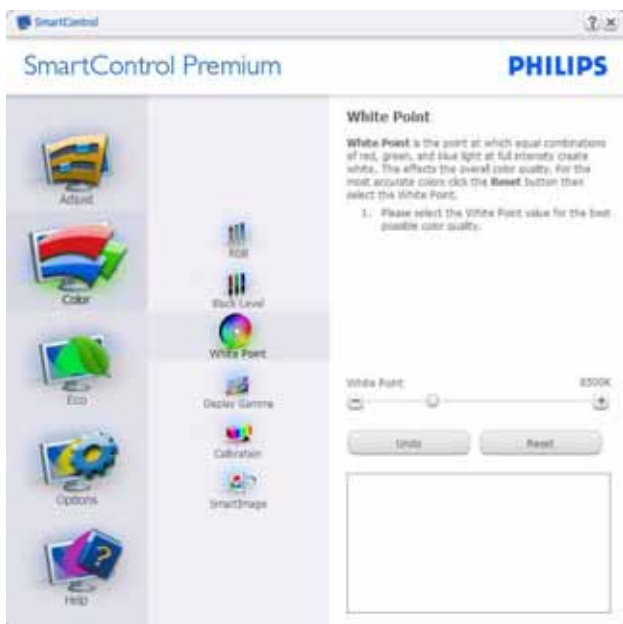 SmartControl
SmartControl Premium
PHILIPS
Adjust
Color
Eco
Options
Help
RGB
Black Level
White Point
Display Gamma
Calibration
SmartImage
White Point
White Point is the point at which equal combinations
of red, green, and blue light at full intensity create
white. The effects the overall color quality. For the
most accurate colors click the Reset button then
select the White Point.
1. Please select the White Point value for the best
possible color quality.
White Point
6500K
Undo
Reset